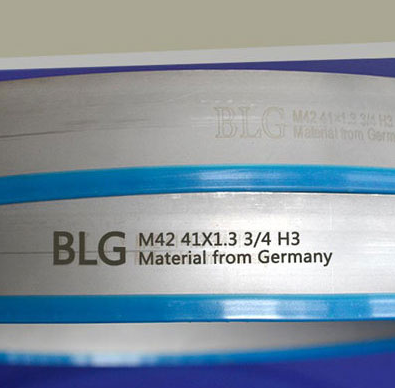 BLG M42 41X1.3 3/4 H3
Material from Germ
BLG M42 41X1.3 3/4 H3
Material from Germany